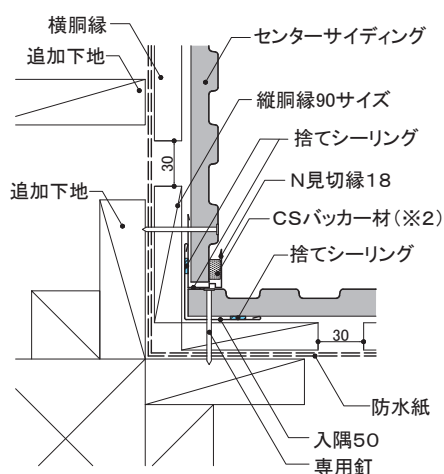 横胴縁
追加下地
センターサイディング
縦胴縁90サイズ
捨てシーリング
30
N見切縁18
追加下地
CSバッカー材(※2)
捨てシーリング
30
防水紙
入隅50
専用釘